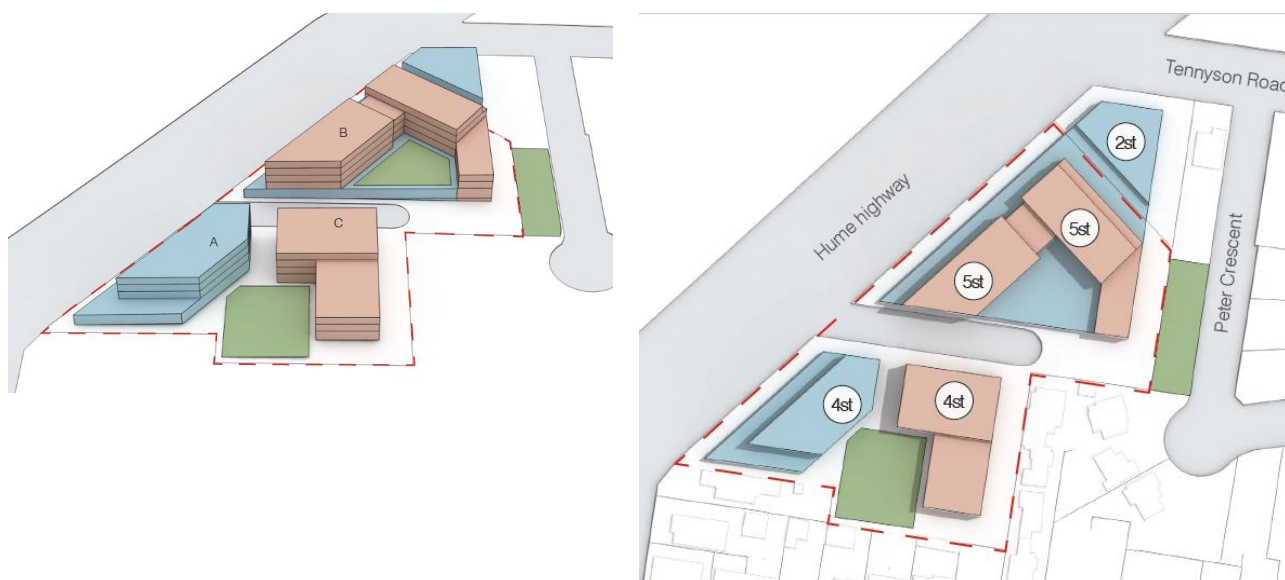 B
A
C
Tennyson Road
2st
Hume highway
5st
5st
Peter Crescent
4st
4st